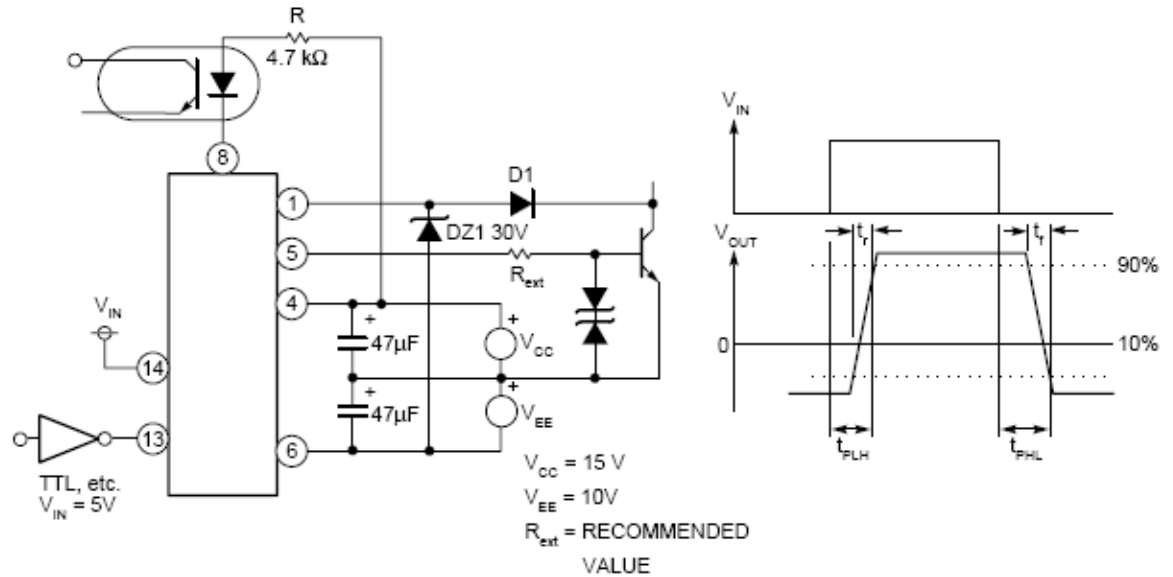 R
4.7 kΩ
8
1
D1
DZ1 30V
5
R_ext
4
V_IN
+
47μF
+
V_CC
14
+
47μF
+
V_EE
13
6
TTL, etc.
V_IN = 5V
V_CC = 15 V
V_EE = 10V
R_ext = RECOMMENDED
VALUE
V_IN
V_OUT
t_r
t_r
90%
0
10%
t_PLH
t_PHL